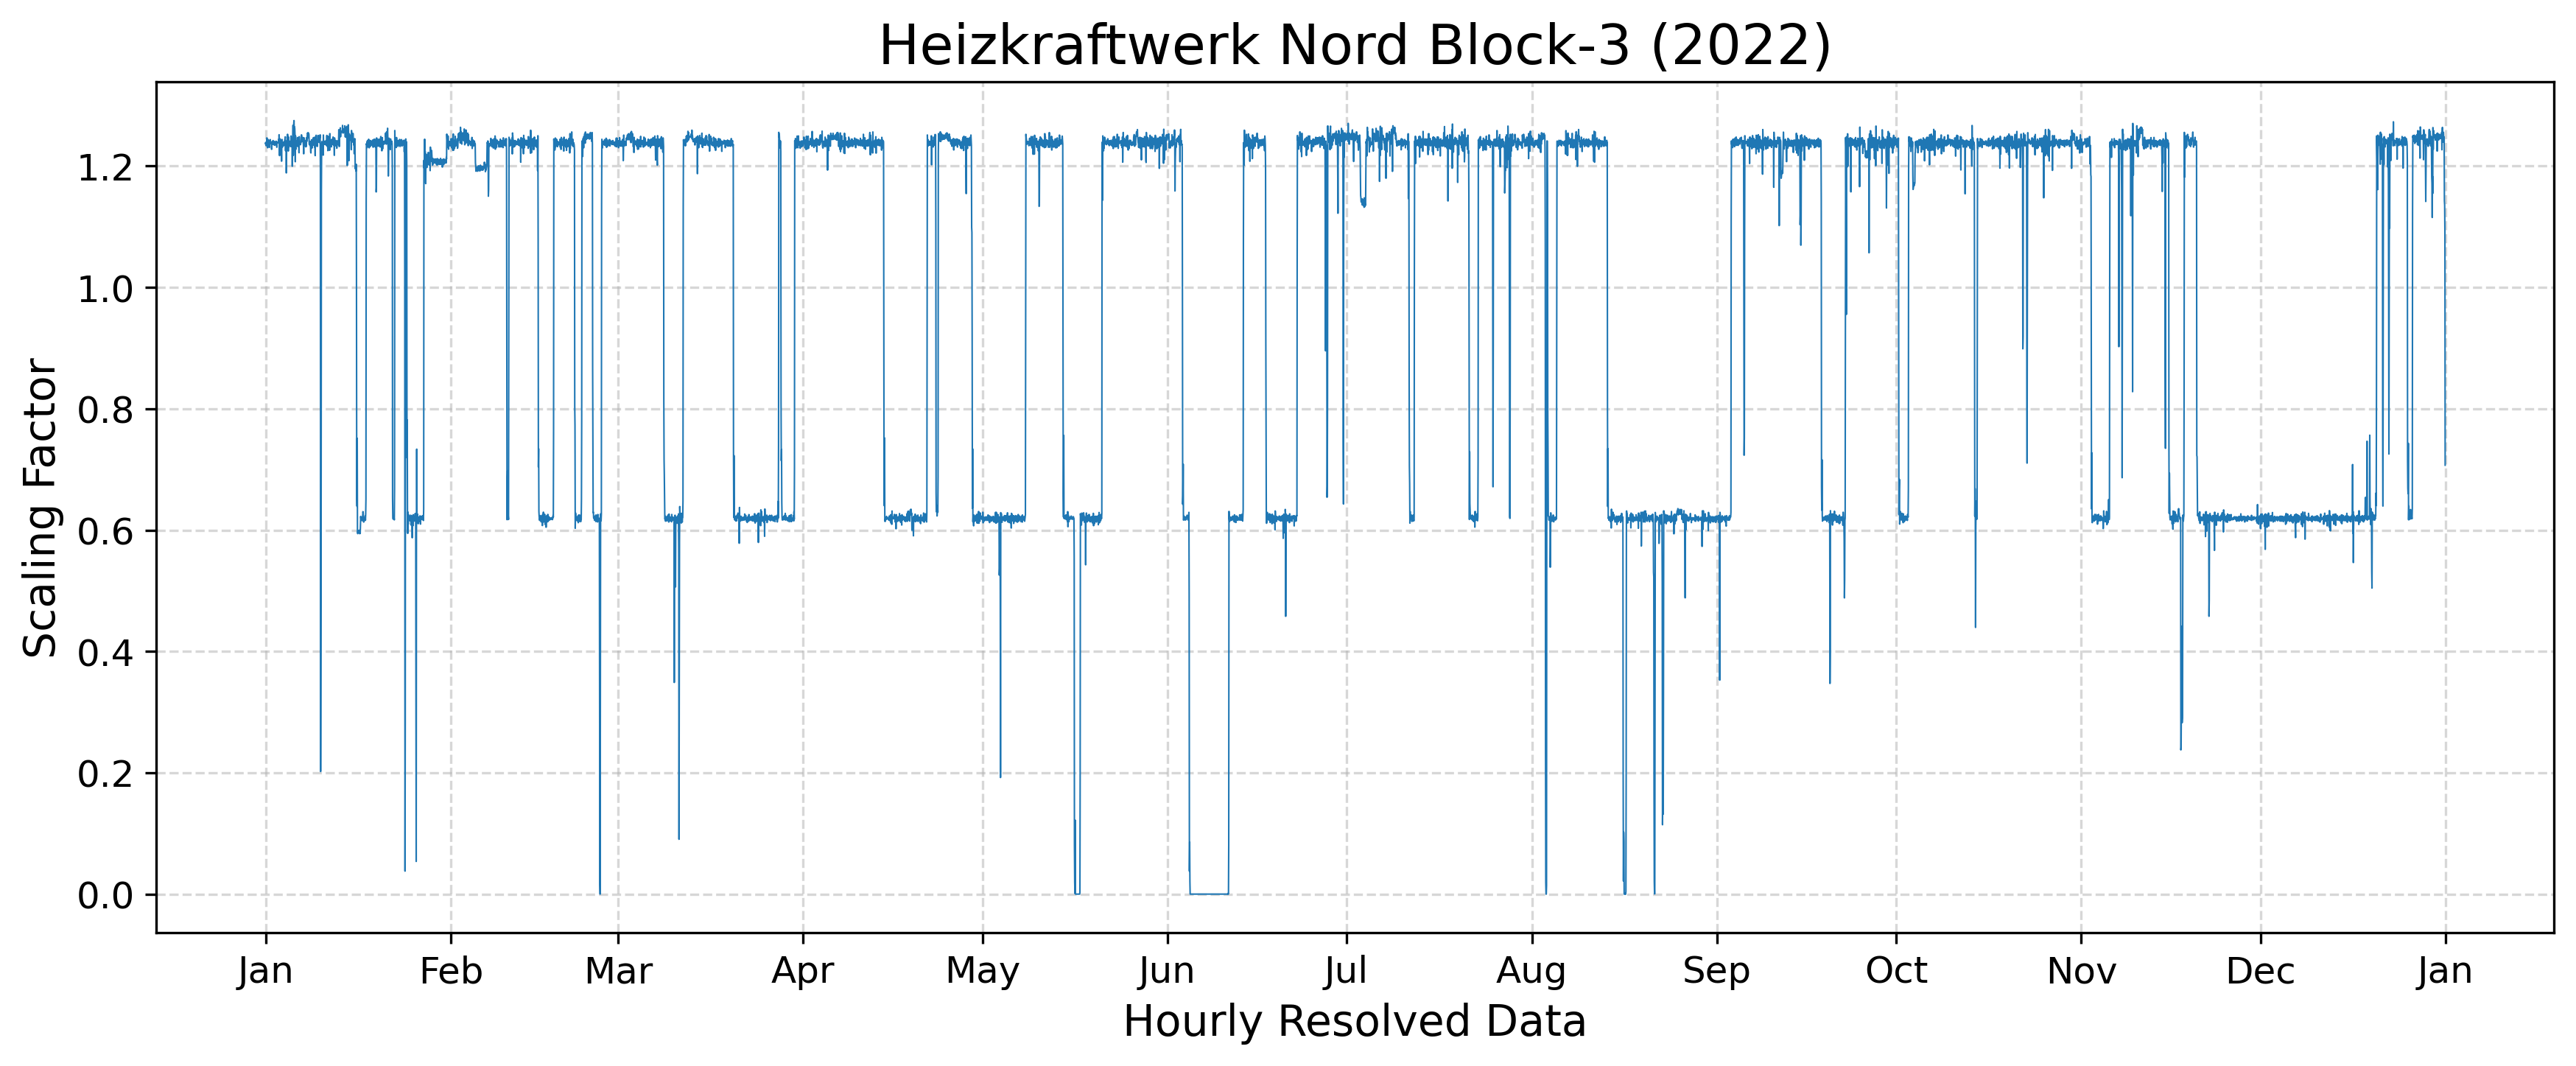 Heizkraftwerk Nord Block-3 (2022)
Scaling Factor
1.2
1.0
0.8
0.6
0.4
0.2
0.0
Jan Feb Mar Apr May Jun Jul Aug Sep Oct Nov Dec Jan
Hourly Resolved Data